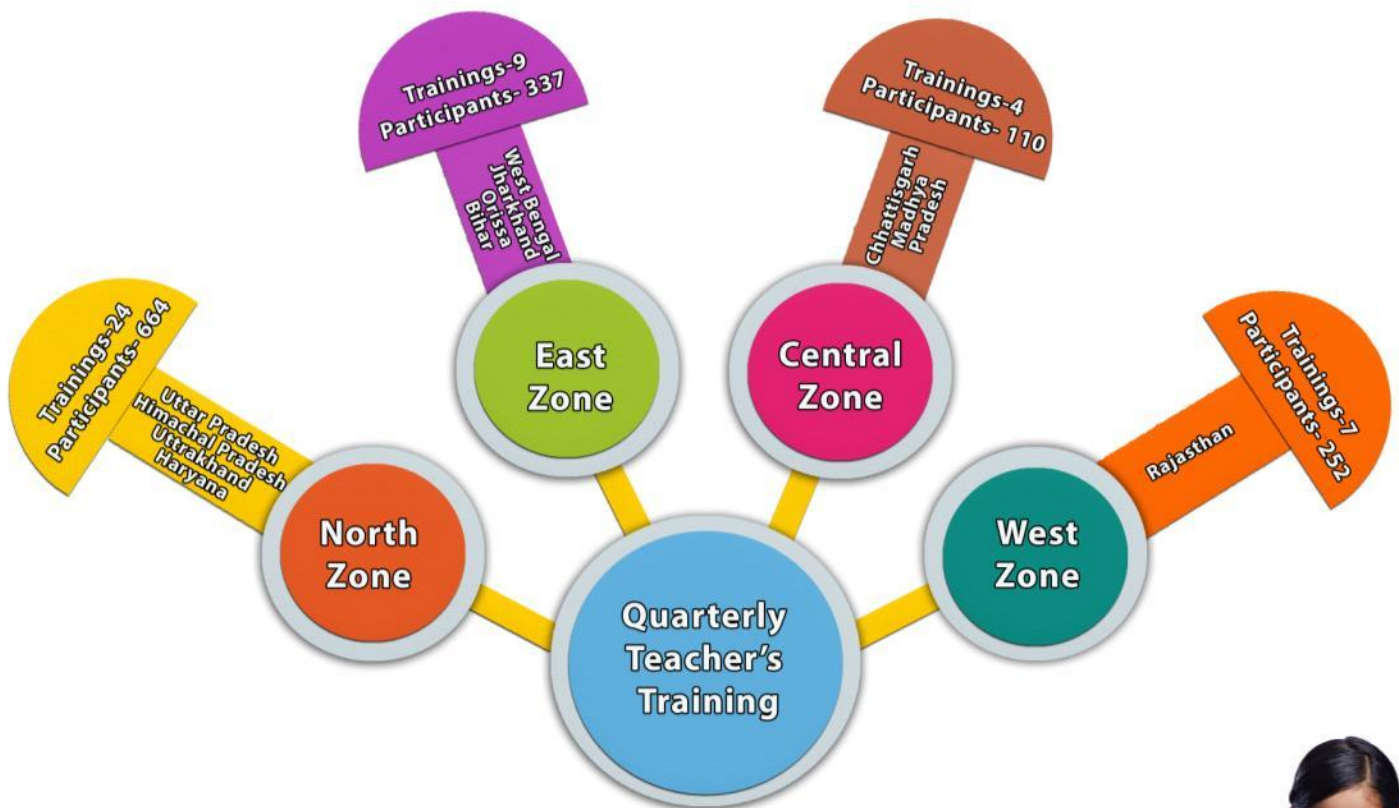 Trainings-9
Participants- 337
West Bengal
Jharkhand
Orissa
Bihar
East
Zone
Trainings-4
Participants- 110
Chhattisgarh
Madhya
Pradesh
Central
Zone
Trainings-24
Participants- 664
Uttar Pradesh
Himachal Pradesh
Uttrakhand
Haryana
North
Zone
Trainings-7
Participants- 252
Rajasthan
West
Zone
Quarterly
Teacher's
Training